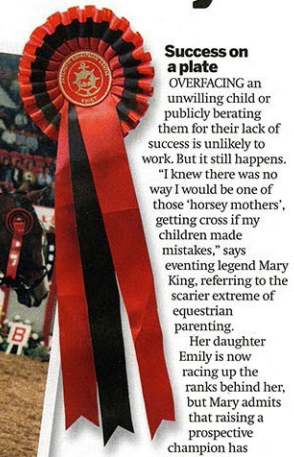 Success on
a plate
OVERFACING an
unwilling child or
publicly berating
them for their lack of
success is unlikely to
work. But it still happens.
"I knew there was no
way I would be one of
those 'horsey mothers',
getting cross if my
children made
mistakes," says
eventing legend Mary
King, referring to the
scarier extreme of
equestrian
parenting.
Her daughter
Emily is now
racing up the
ranks behind her,
but Mary admits
that raising a
prospective
champion has
B